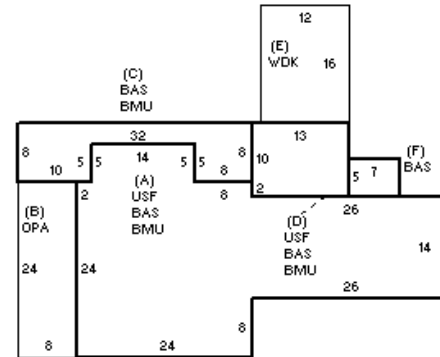 12
(E)
WDK
16
(C)
BAS
BMU
32
13
8
10
5
5
14
5
8
8
10
(F)
BAS
5
7
(B)
OPA
2
(A)
USF
BAS
BMU
8
2
26
(D)
USF
BAS
BMU
14
24
24
26
8
8
24